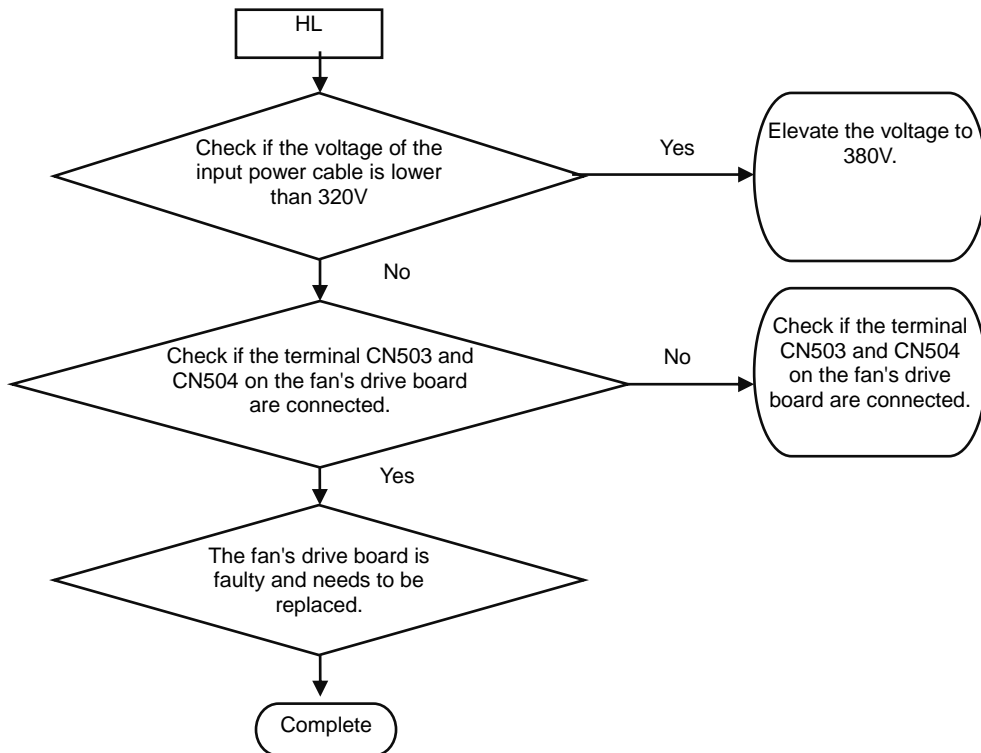 HL
Check if the voltage of the
input power cable is lower
than 320V
Yes
Elevate the voltage to
380V.
No
Check if the terminal CN503 and
CN504 on the fan's drive board
are connected.
No
Check if the terminal
CN503 and CN504
on the fan's drive
board are connected.
Yes
The fan's drive board is
faulty and needs to be
replaced.
Complete